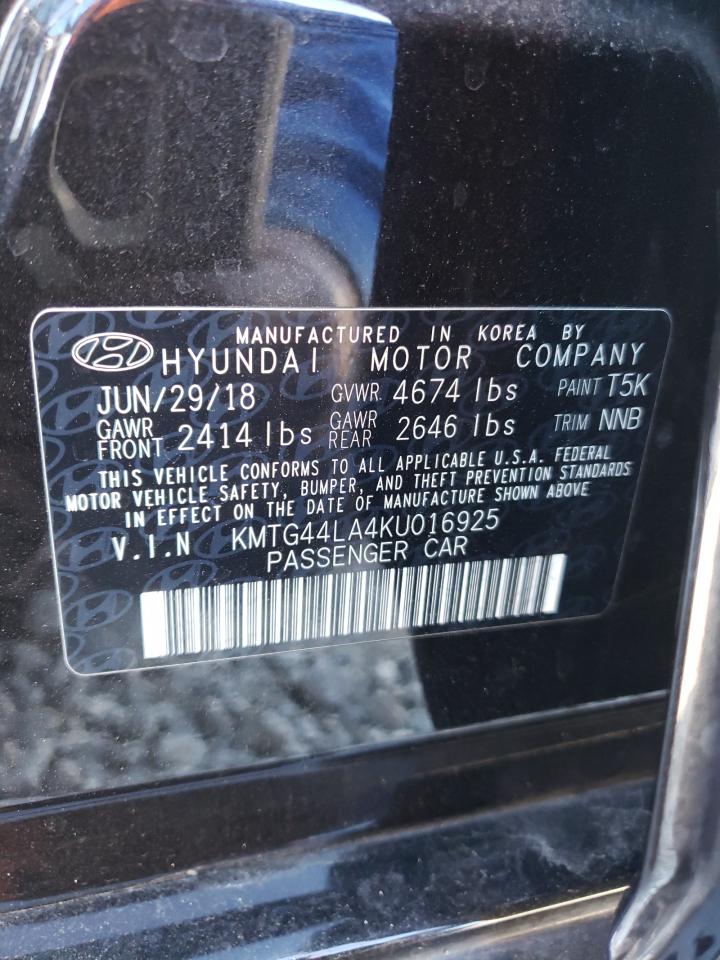 MANUFACTURED IN KOREA BY
HYUNDAI MOTOR COMPANY
JUN/29/18 GVWR 4674 lbs PAINT T5K
GAWR FRONT 2414 lbs GAWR REAR 2646 lbs TRIM NNB
THIS VEHICLE CONFORMS TO ALL APPLICABLE U.S.A. FEDERAL
MOTOR VEHICLE SAFETY, BUMPER, AND THEFT PREVENTION STANDARDS
IN EFFECT ON THE DATE OF MANUFACTURE SHOWN ABOVE
V.I.N KMTG44LA4KU016925
PASSENGER CAR